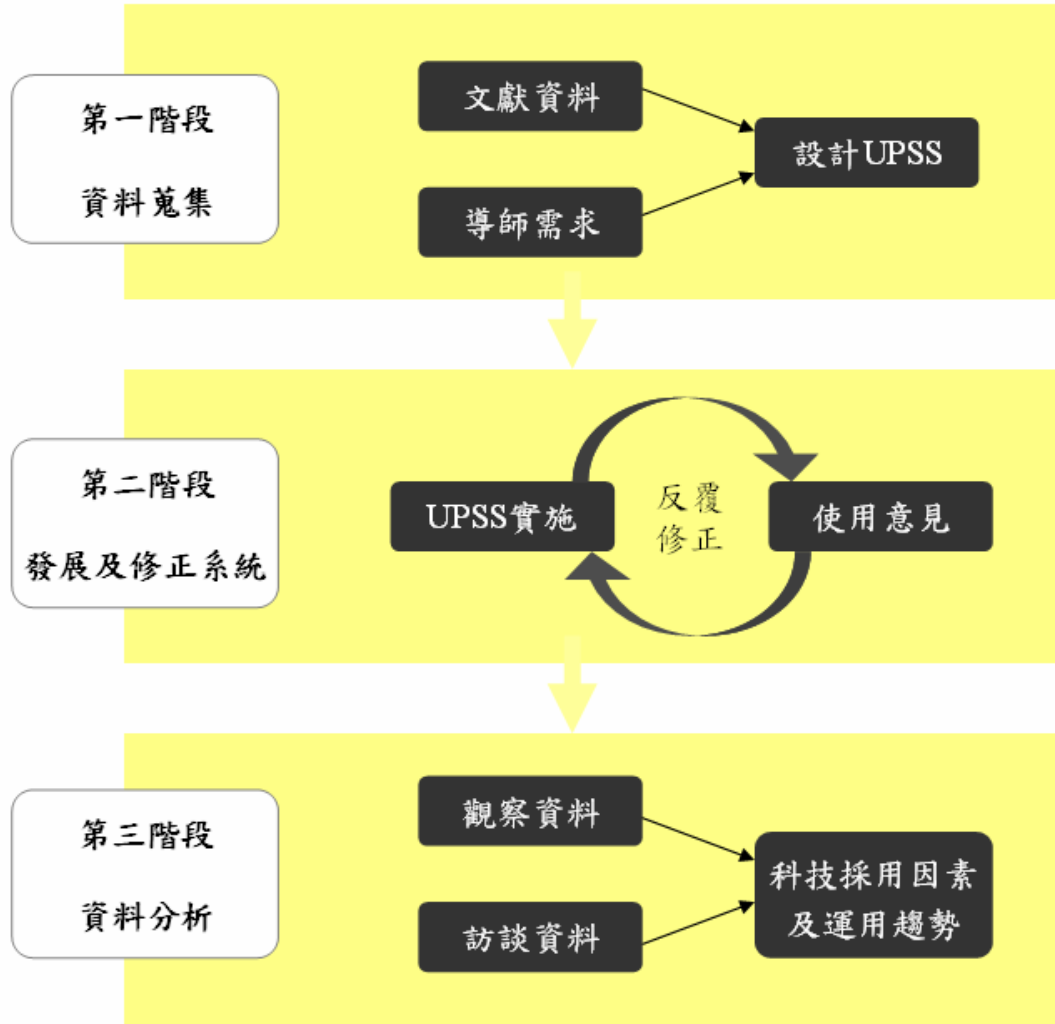 第一階段
資料蒐集
文獻資料
導師需求
設計UPSS
第二階段
發展及修正系統
UPSS實施
反覆
修正
使用意見
第三階段
資料分析
觀察資料
訪談資料
科技採用因素
及運用趨勢